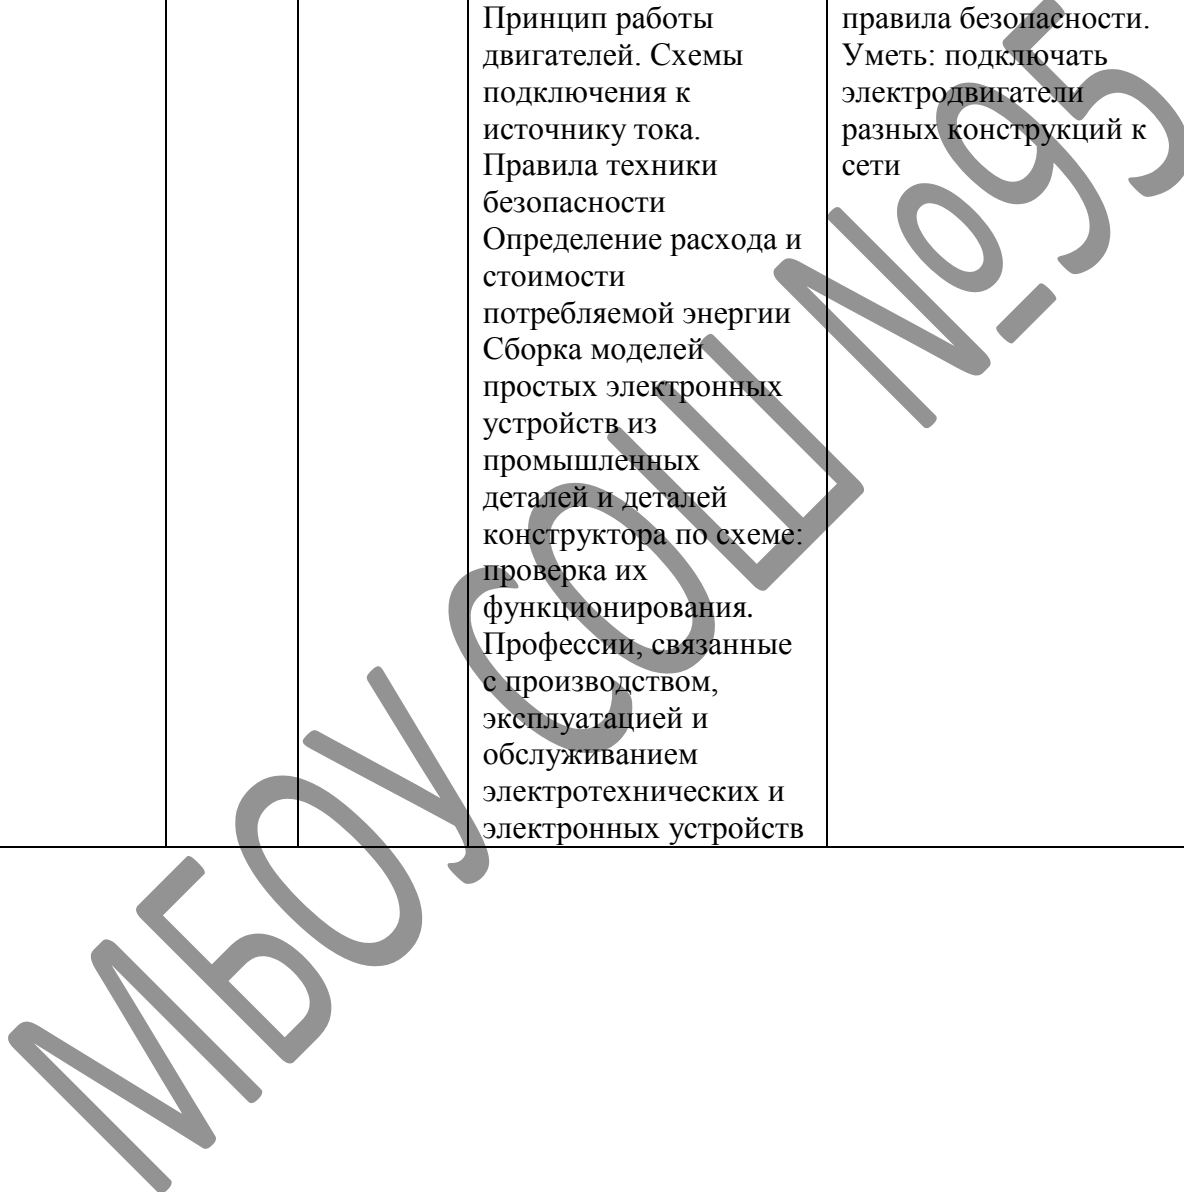 Принцип работы
двигателей. Схемы
подключения к
источнику тока.
Правила техники
безопасности
Определение расхода и
стоимости
потребляемой энергии
Сборка моделей
простых электронных
устройств из
промышленных
деталей и деталей
конструктора по схеме:
проверка их
функционирования.
Профессии, связанные
с производством,
эксплуатацией и
обслуживанием
электротехнических и
электронных устройств
правила безопасности.
Уметь: подключать
электродвигатели
разных конструкций к
сети
МБОУ СОШ №95